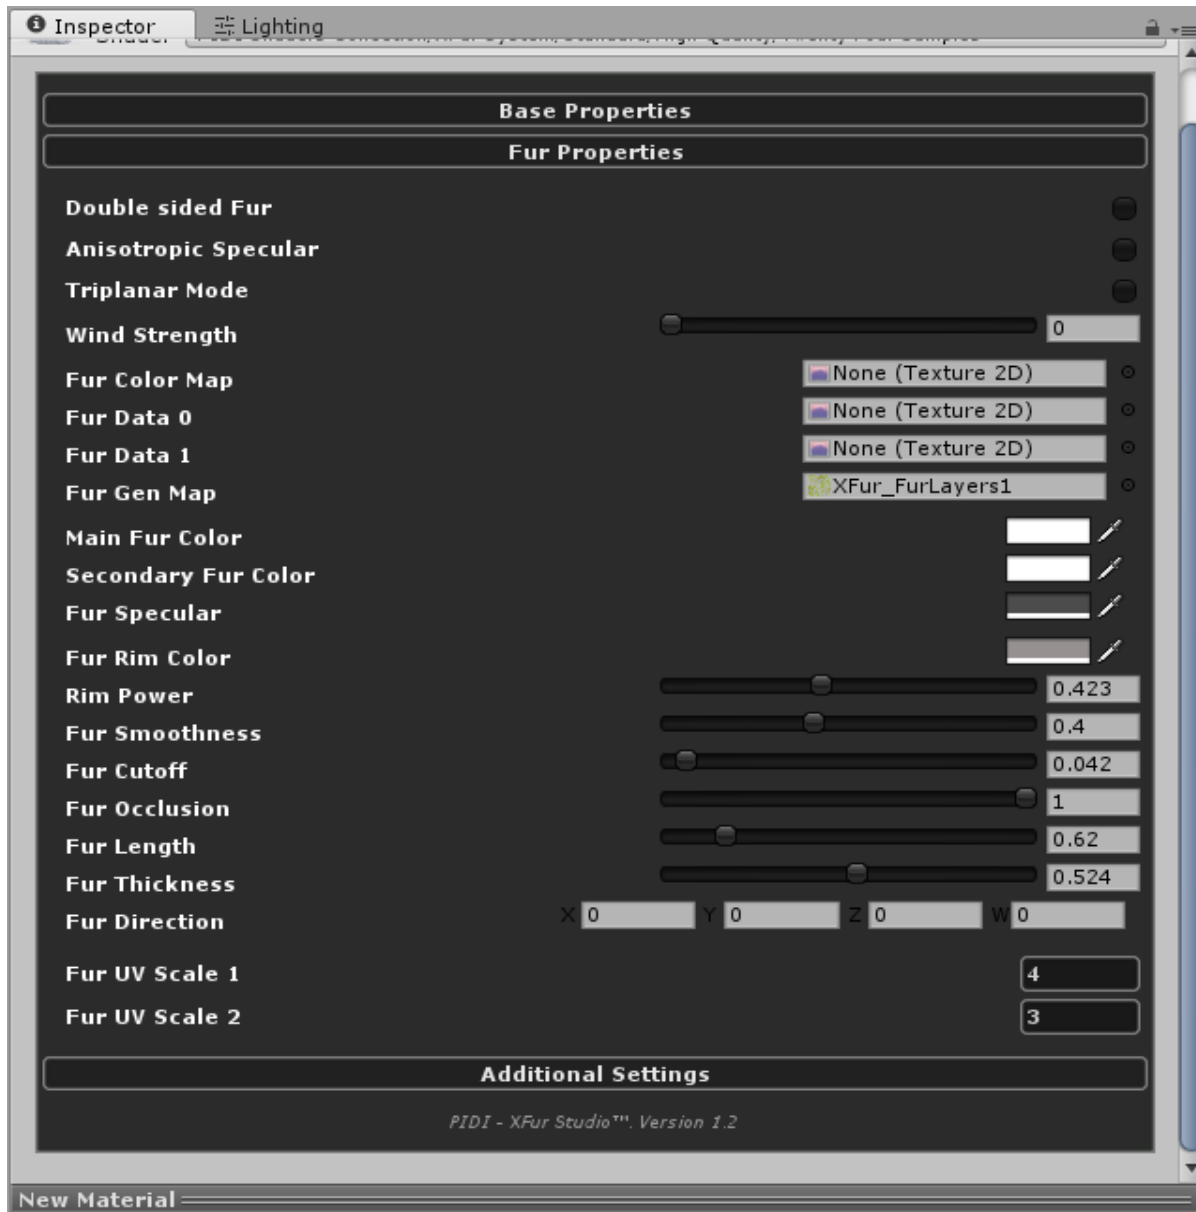 Inspector Lighting
Base Properties
Fur Properties
Double sided Fur
Anisotropic Specular
Triplanar Mode
Wind Strength 0
Fur Color Map None (Texture 2D)
Fur Data 0 None (Texture 2D)
Fur Data 1 None (Texture 2D)
Fur Gen Map XFur_FurLayers1
Main Fur Color
Secondary Fur Color
Fur Specular
Fur Rim Color
Rim Power 0.423
Fur Smoothness 0.4
Fur Cutoff 0.042
Fur Occlusion 1
Fur Length 0.62
Fur Thickness 0.524
Fur Direction X 0 Y 0 Z 0 W 0
Fur UV Scale 1 4
Fur UV Scale 2 3
Additional Settings
PIDI - XFur Studio™. Version 1.2
New Material